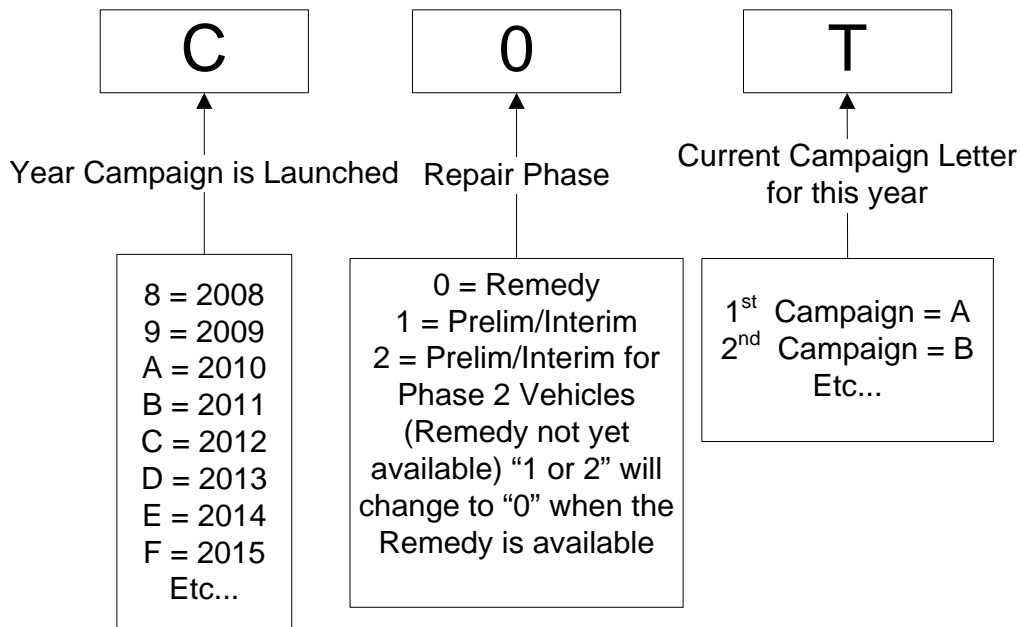 C
0
T
Year Campaign is Launched
Repair Phase
Current Campaign Letter
for this year
8 = 2008
9 = 2009
A = 2010
B = 2011
C = 2012
D = 2013
E = 2014
F = 2015
Etc...
0 = Remedy
1 = Prelim/Interim
2 = Prelim/Interim for
Phase 2 Vehicles
(Remedy not yet
available) “1 or 2” will
change to “0” when the
Remedy is available
1st Campaign = A
2nd Campaign = B
Etc...